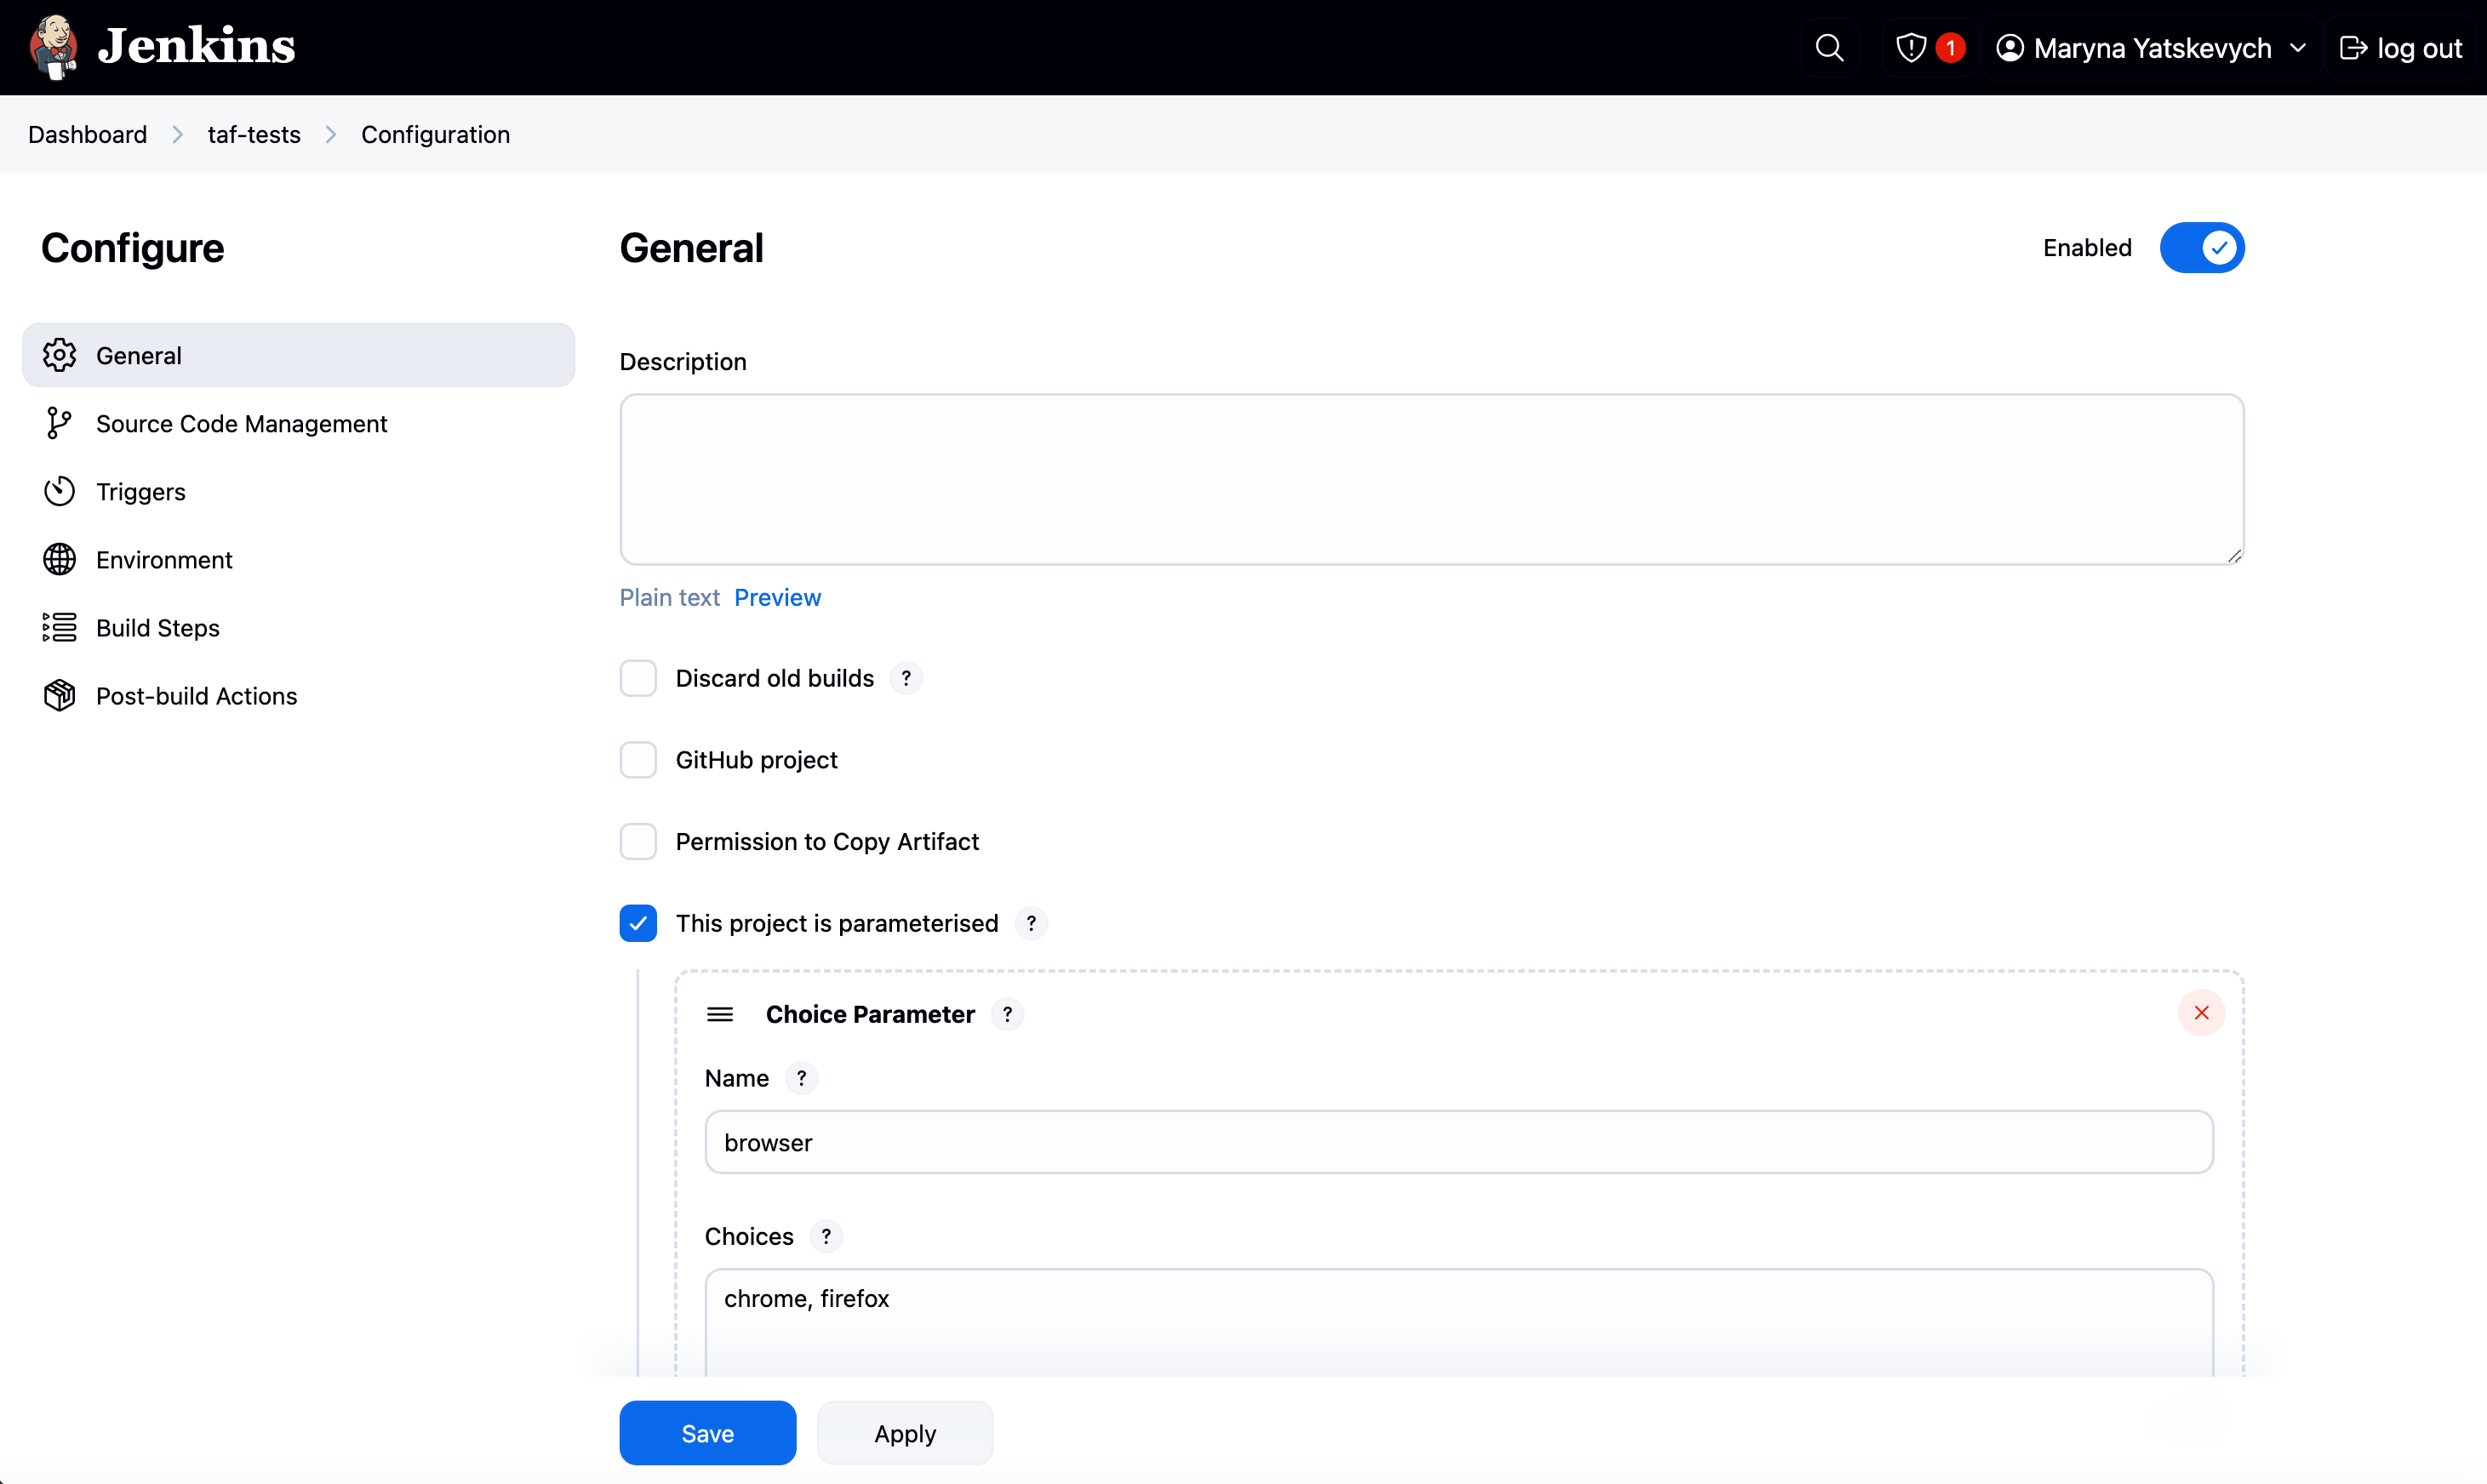 Jenkins
1
Maryna Yatskevych
log out
Dashboard
taf-tests
Configuration
Configure
General
Source Code Management
Triggers
Environment
Build Steps
Post-build Actions
General
Enabled
Description
Plain text Preview
Discard old builds ?
GitHub project
Permission to Copy Artifact
This project is parameterised ?
Choice Parameter ?
Name ?
browser
Choices ?
chrome, firefox
Save
Apply